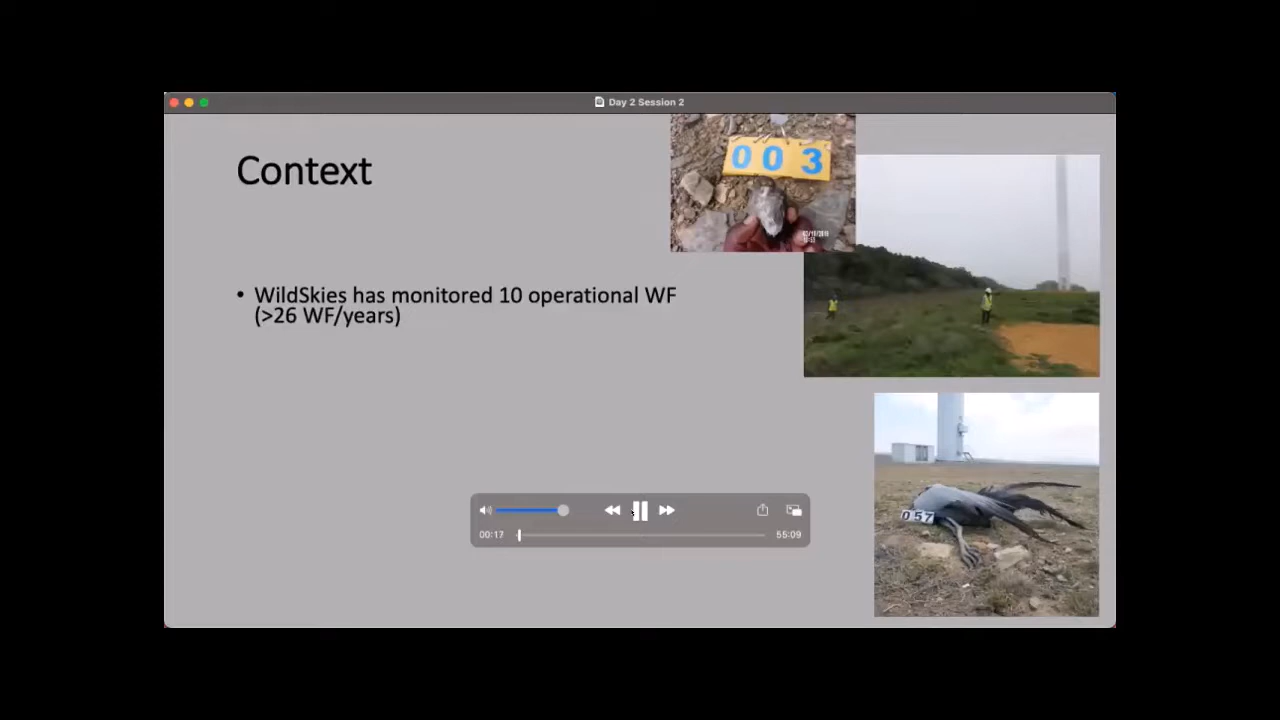 Day 2 Session 2
Context
003
• WildSkies has monitored 10 operational WF
(>26 WF/years)
057
00:17
55:09